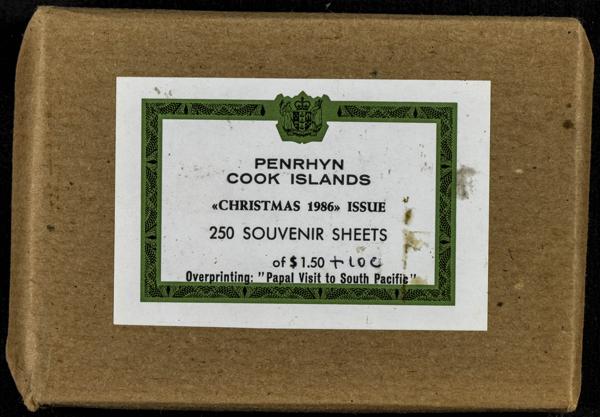 PENRHYN
COOK ISLANDS
«CHRISTMAS 1986» ISSUE
250 SOUVENIR SHEETS
of $1.50 + 10c
Overprinting: "Papal Visit to South Pacific"